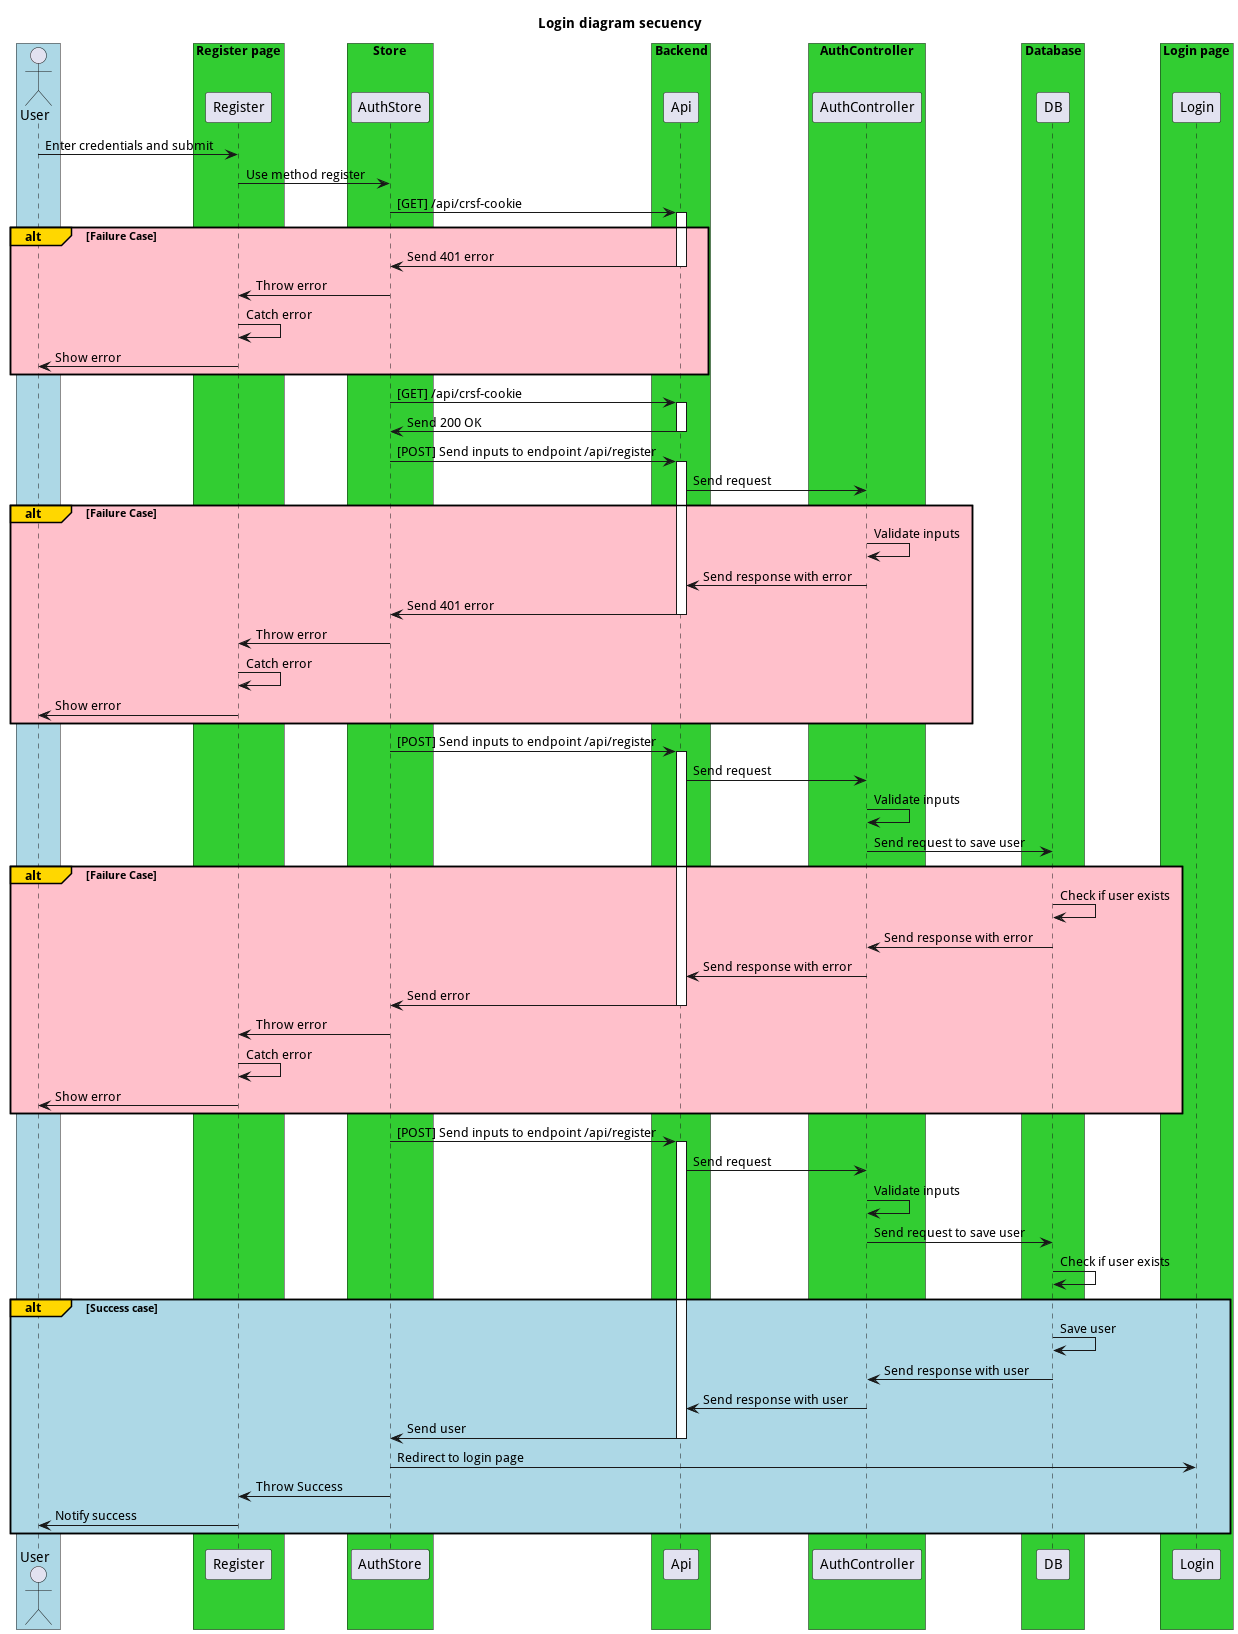 Login diagram secuency
Register page
Store
Backend
AuthController
Database
Login page
User
Register
AuthStore
Api
AuthController
DB
Login
Enter credentials and submit
Use method register
[GET] /api/crsf-cookie
alt [Failure Case]
Send 401 error
Throw error
Catch error
Show error
[GET] /api/crsf-cookie
Send 200 OK
[POST] Send inputs to endpoint /api/register
Send request
alt [Failure Case]
Validate inputs
Send response with error
Send 401 error
Throw error
Catch error
Show error
[POST] Send inputs to endpoint /api/register
Send request
Validate inputs
Send request to save user
alt [Failure Case]
Check if user exists
Send response with error
Send response with error
Send error
Throw error
Catch error
Show error
[POST] Send inputs to endpoint /api/register
Send request
Validate inputs
Send request to save user
Check if user exists
alt [Success case]
Save user
Send response with user
Send response with user
Send user
Redirect to login page
Throw Success
Notify success
User
Register
AuthStore
Api
AuthController
DB
Login